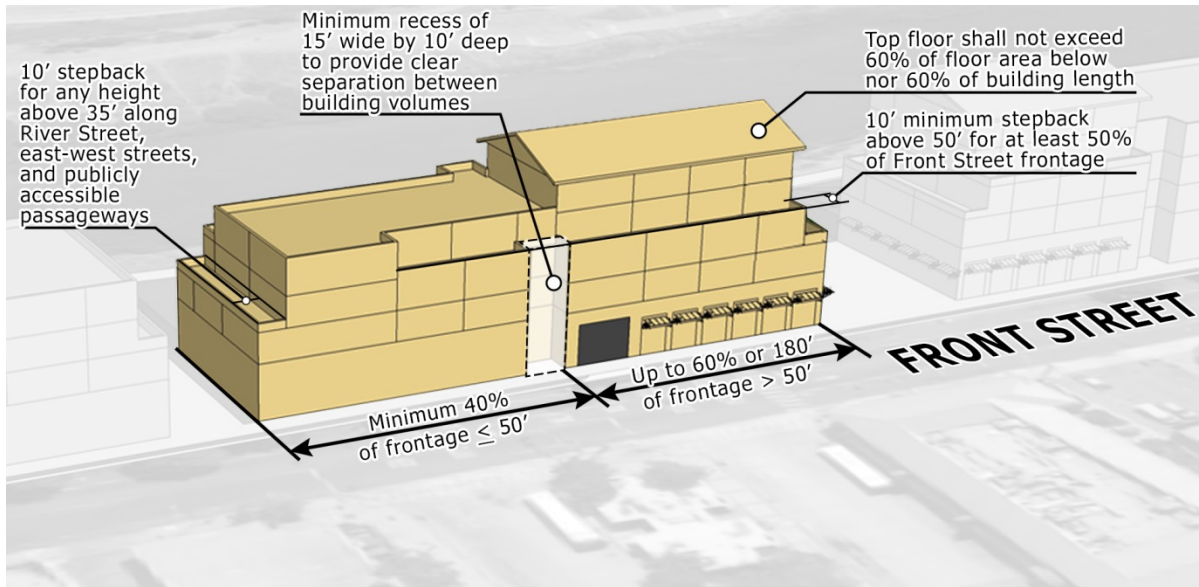 Minimum recess of
15’ wide by 10’ deep
to provide clear
separation between
building volumes
Top floor shall not exceed
60% of floor area below
nor 60% of building length
10’ stepback
for any height
above 35’ along
River Street,
east-west streets,
and publicly
accessible
passageways
10’ minimum stepback
above 50’ for at least 50%
of Front Street frontage
FRONT STREET
Up to 60% or 180’
of frontage > 50’
Minimum 40%
of frontage ≤ 50’